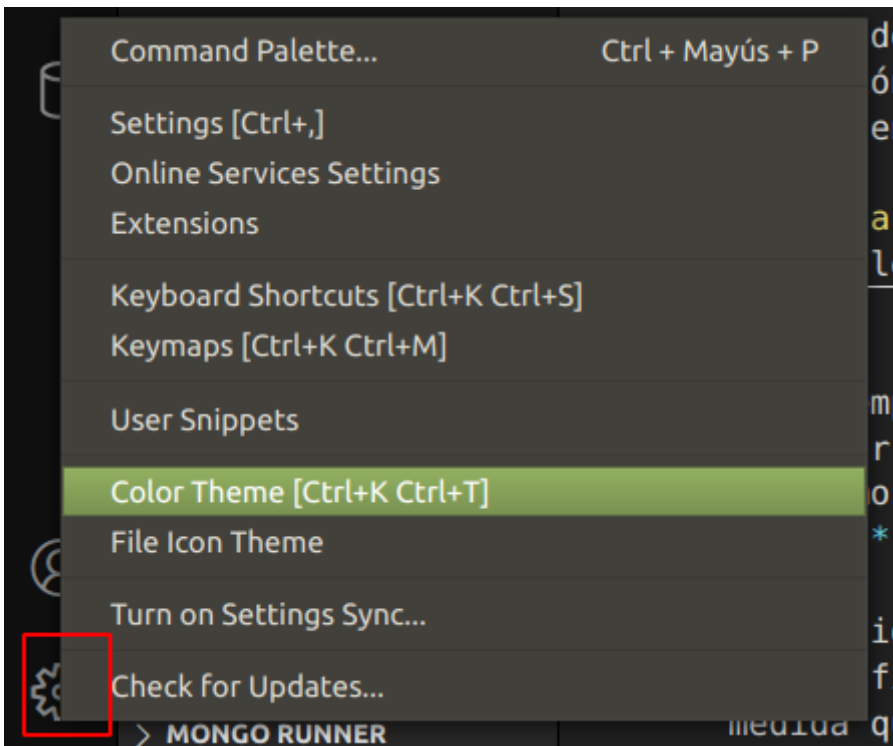 Command Palette... Ctrl + Mayús + P
Settings [Ctrl+,]
Online Services Settings
Extensions
Keyboard Shortcuts [Ctrl+K Ctrl+S]
Keymaps [Ctrl+K Ctrl+M]
User Snippets
Color Theme [Ctrl+K Ctrl+T]
File Icon Theme
Turn on Settings Sync...
Check for Updates...
> MONGO RUNNER
medida q